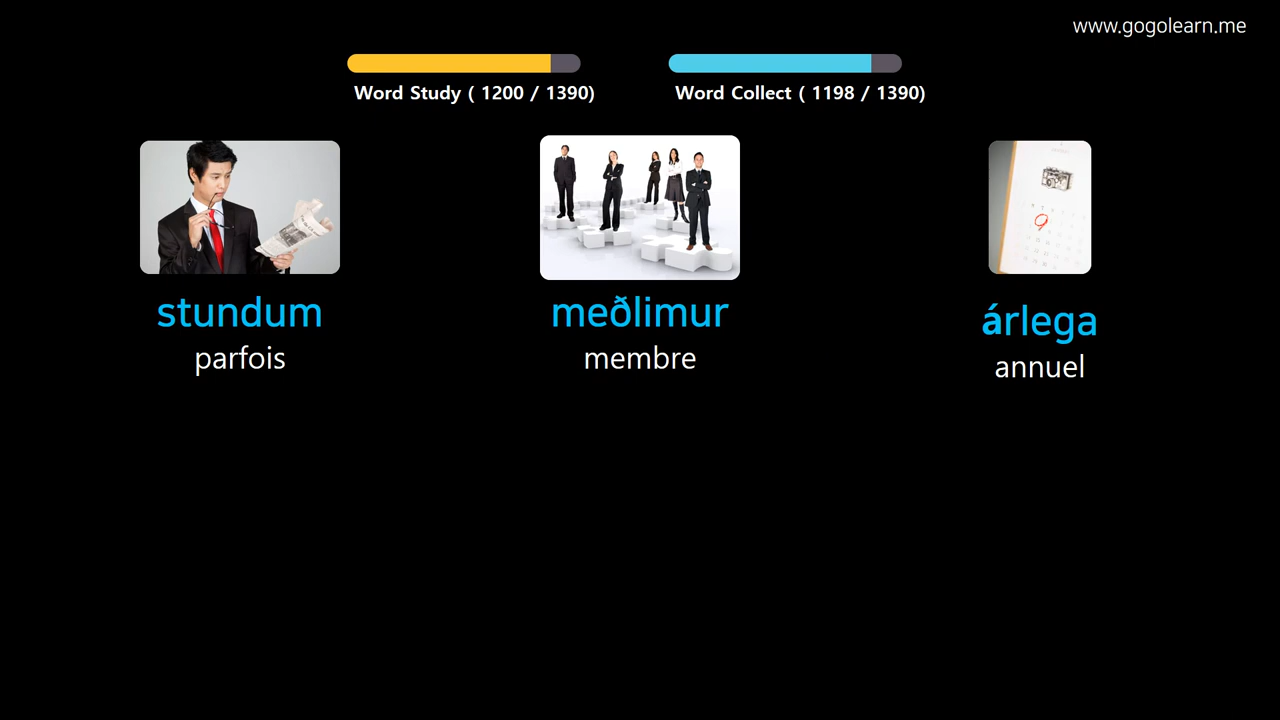 www.gogolearn.me
Word Study ( 1200 / 1390)
Word Collect ( 1198 / 1390)
stundum
parfois
meðlimur
membre
árlega
annuel